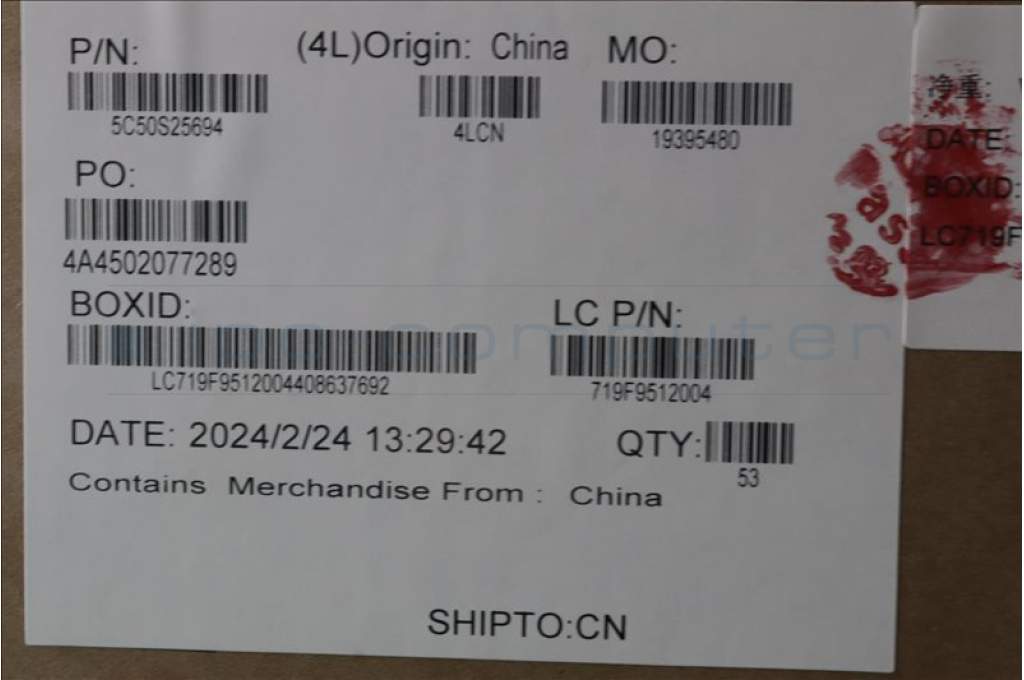 P/N: (4L)Origin: China MO:
5C50S25694 4LCN 19395480
PO:
4A4502077289
BOXID: LC P/N:
LC719F9512004408637692 719F9512004
DATE: 2024/2/24 13:29:42 QTY:
53
Contains Merchandise From : China
SHIPTO:CN
净重:
DATE:
BOXID:
LC719F